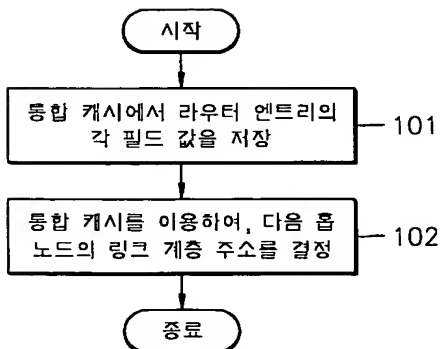 시작
통합 캐시에서 라우터 엔트리의
각 필드 값을 저장
101
통합 캐시를 이용하여, 다음 홉
노드의 링크 계층 주소를 결정
102
종료